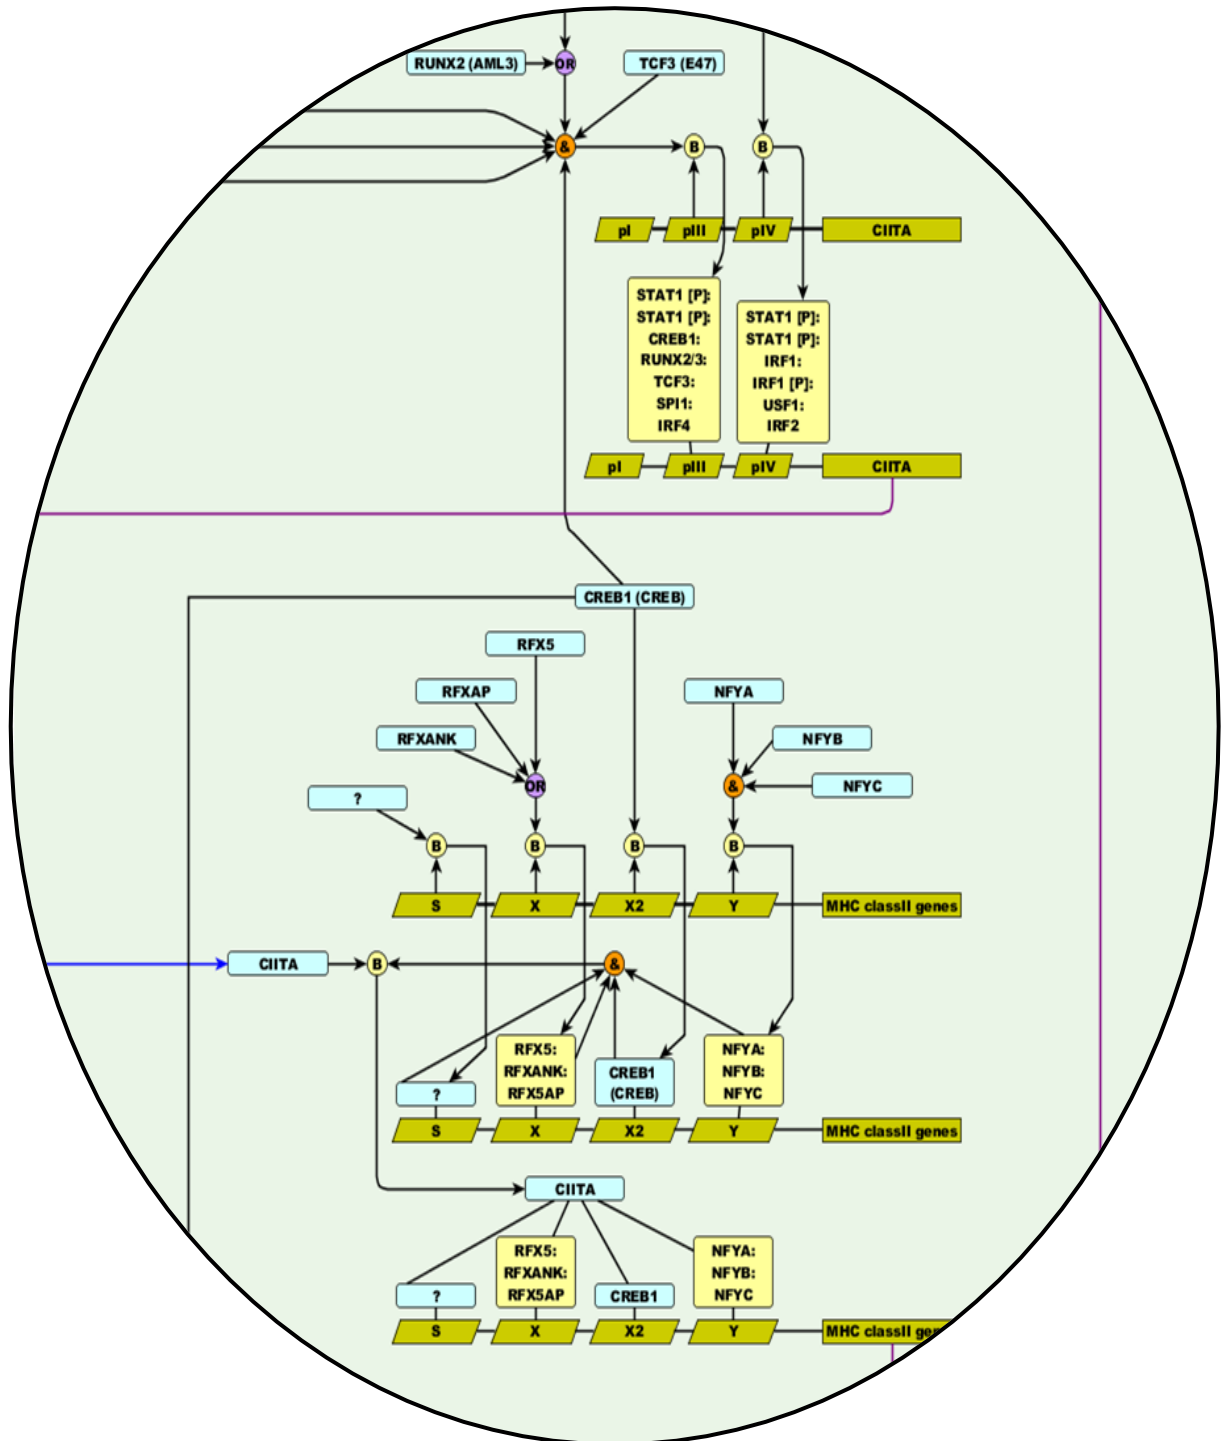 RUNX2 (AML3)
OR
TCF3 (E47)
&
B
B
pI
pIII
pIV
CIITA
STAT1 [P]:
STAT1 [P]:
CREB1:
RUNX2/3:
TCF3:
SPI1:
IRF4
STAT1 [P]:
STAT1 [P]:
IRF1:
IRF1 [P]:
USF1:
IRF2
pI
pIII
pIV
CIITA
CREB1 (CREB)
RFX5
RFXAP
NFYA
RFXANK
NFYB
OR
&
NFYC
?
B
B
B
B
S
X
X2
Y
MHC classII genes
CIITA
B
&
?
RFX5:
RFXANK:
RFX5AP
CREB1
(CREB)
NFYA:
NFYB:
NFYC
S
X
X2
Y
MHC classII genes
CIITA
?
RFX5:
RFXANK:
RFX5AP
CREB1
NFYA:
NFYB:
NFYC
S
X
X2
Y
MHC classII